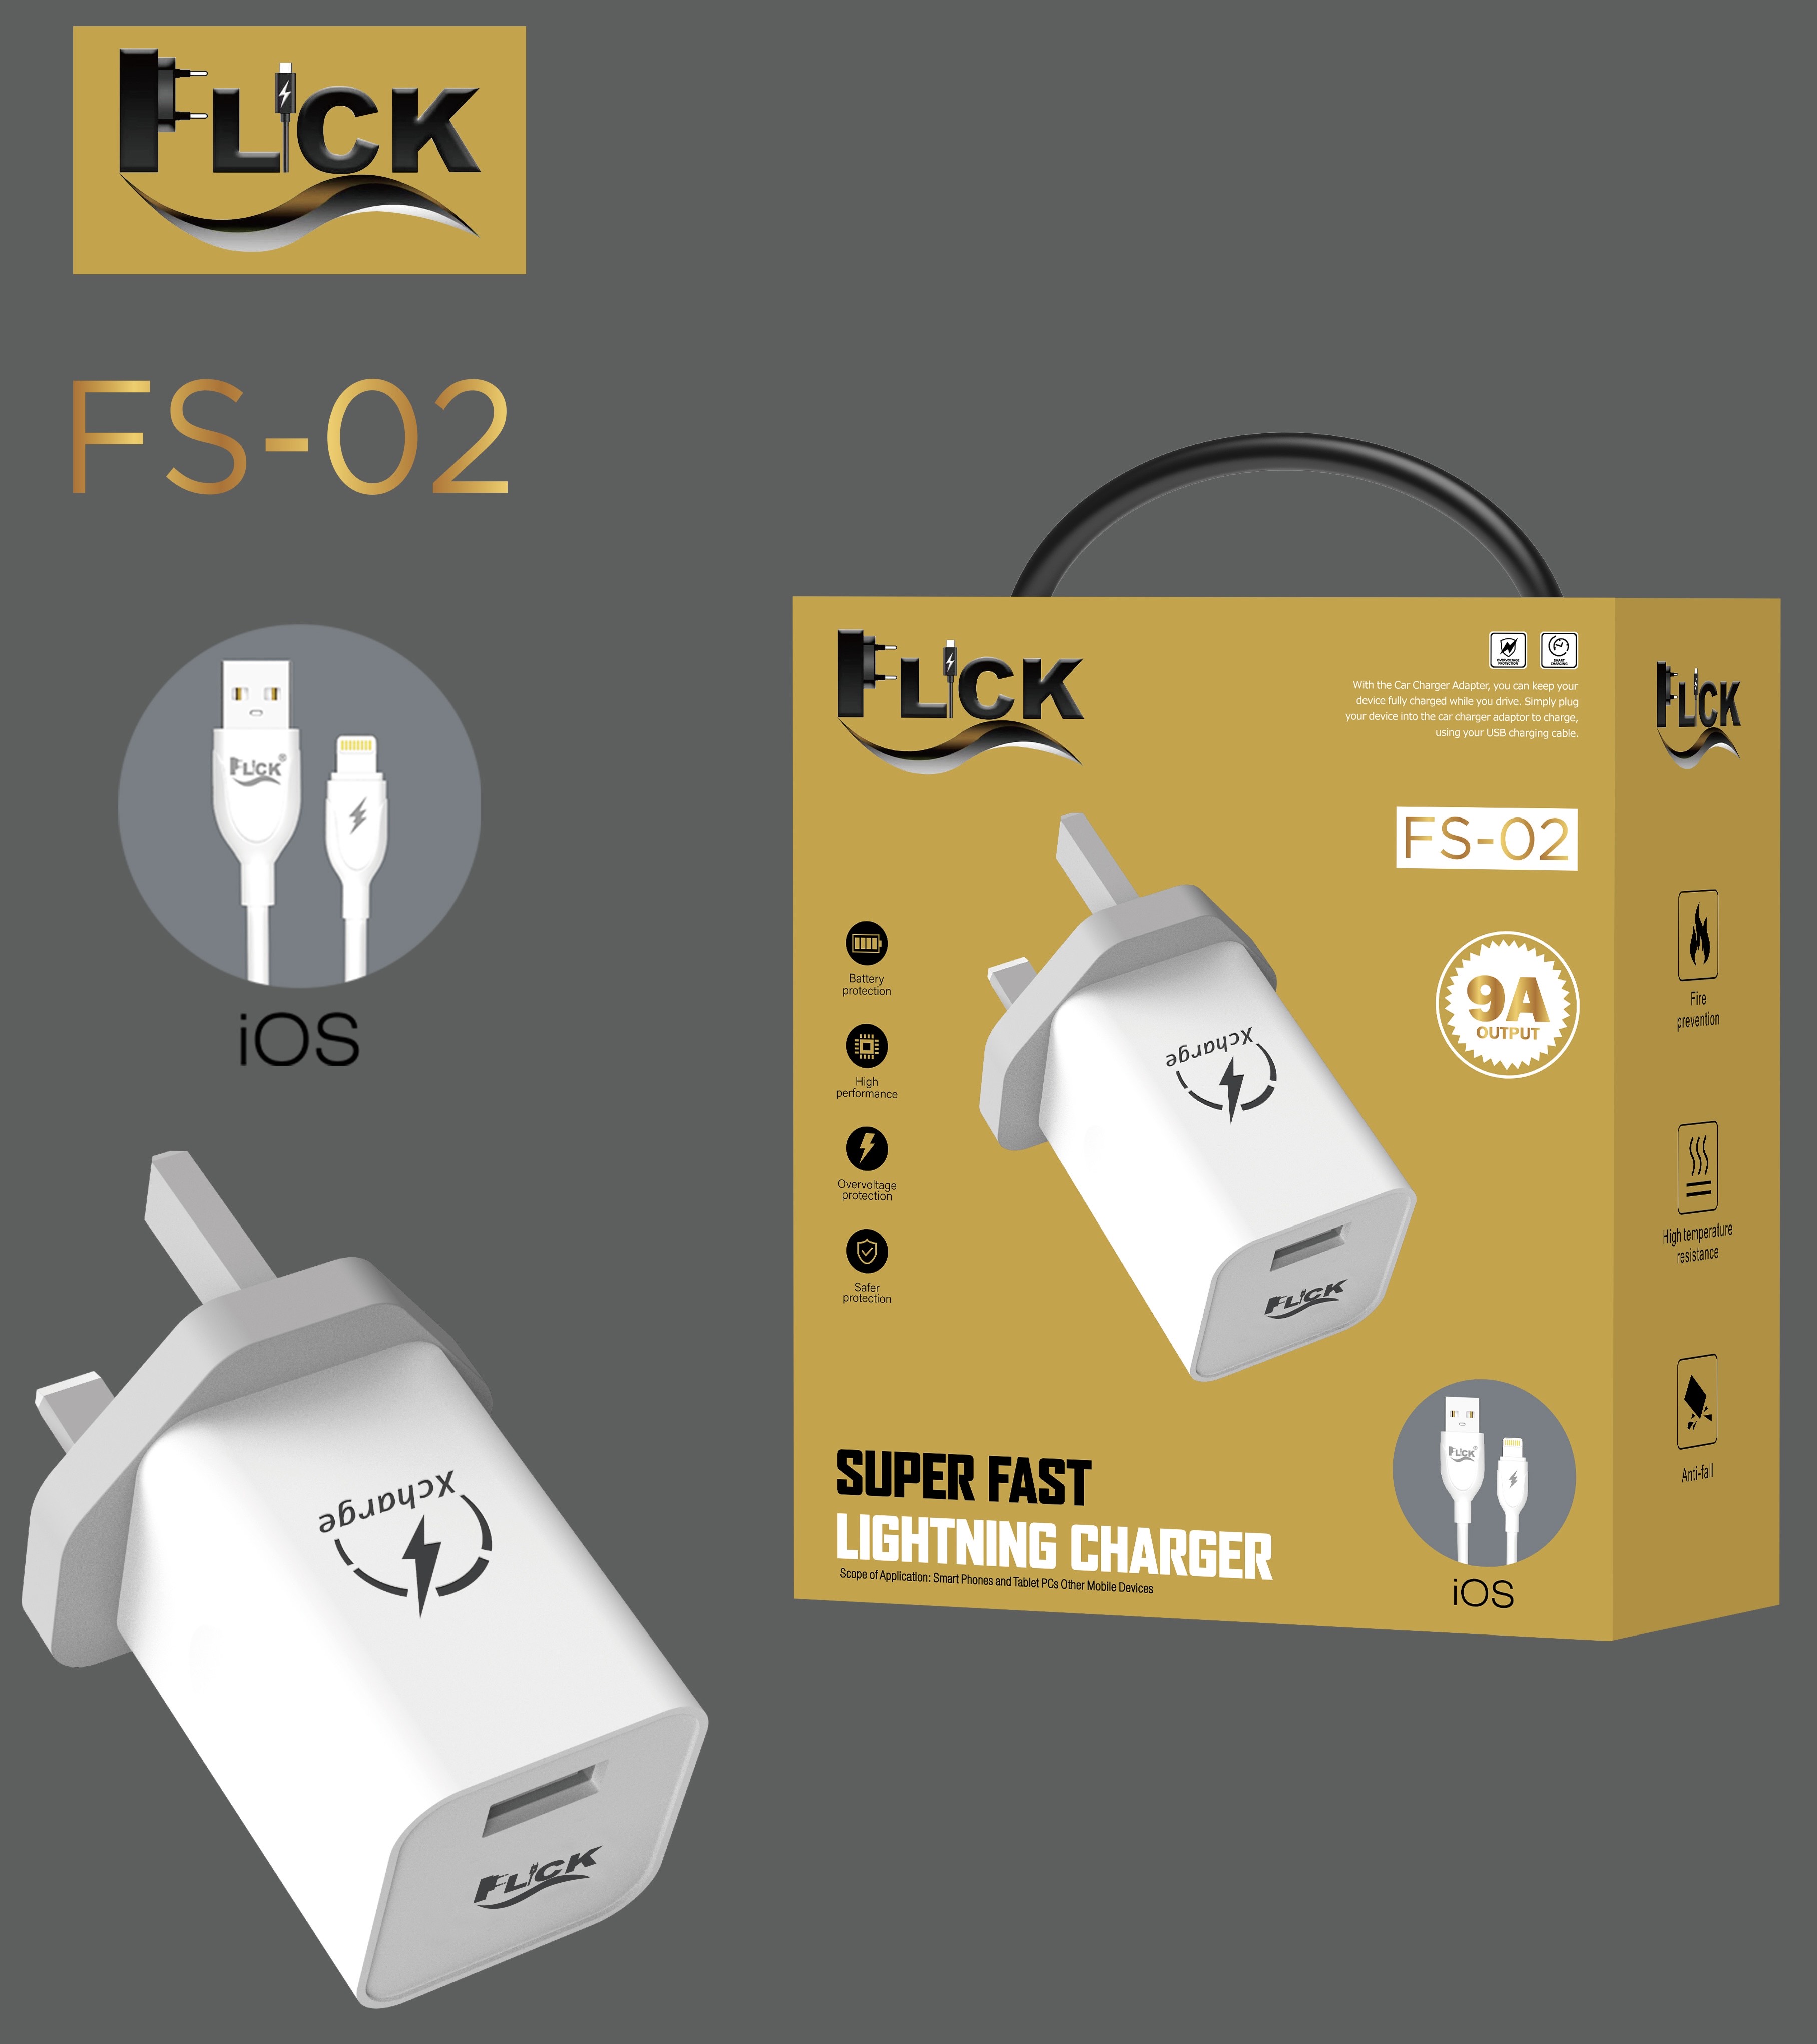 FLiCK
FS-02
FLiCK®
iOS
Xcharge
FLiCK
FLiCK
OVERVOLTAGE
PROTECTION
SMART
CHARGING
With the Car Charger Adapter, you can keep your
device fully charged while you drive. Simply plug
your device into the car charger adaptor to charge,
using your USB charging cable.
FS-02
9A
OUTPUT
Battery
protection
High
performance
Overvoltage
protection
Safer
protection
Xcharge
FLiCK
SUPER FAST
LIGHTNING CHARGER
Scope of Application: Smart Phones and Tablet PCs Other Mobile Devices
FLiCK®
iOS
FLiCK
Fire
prevention
High temperature
resistance
Anti-fall